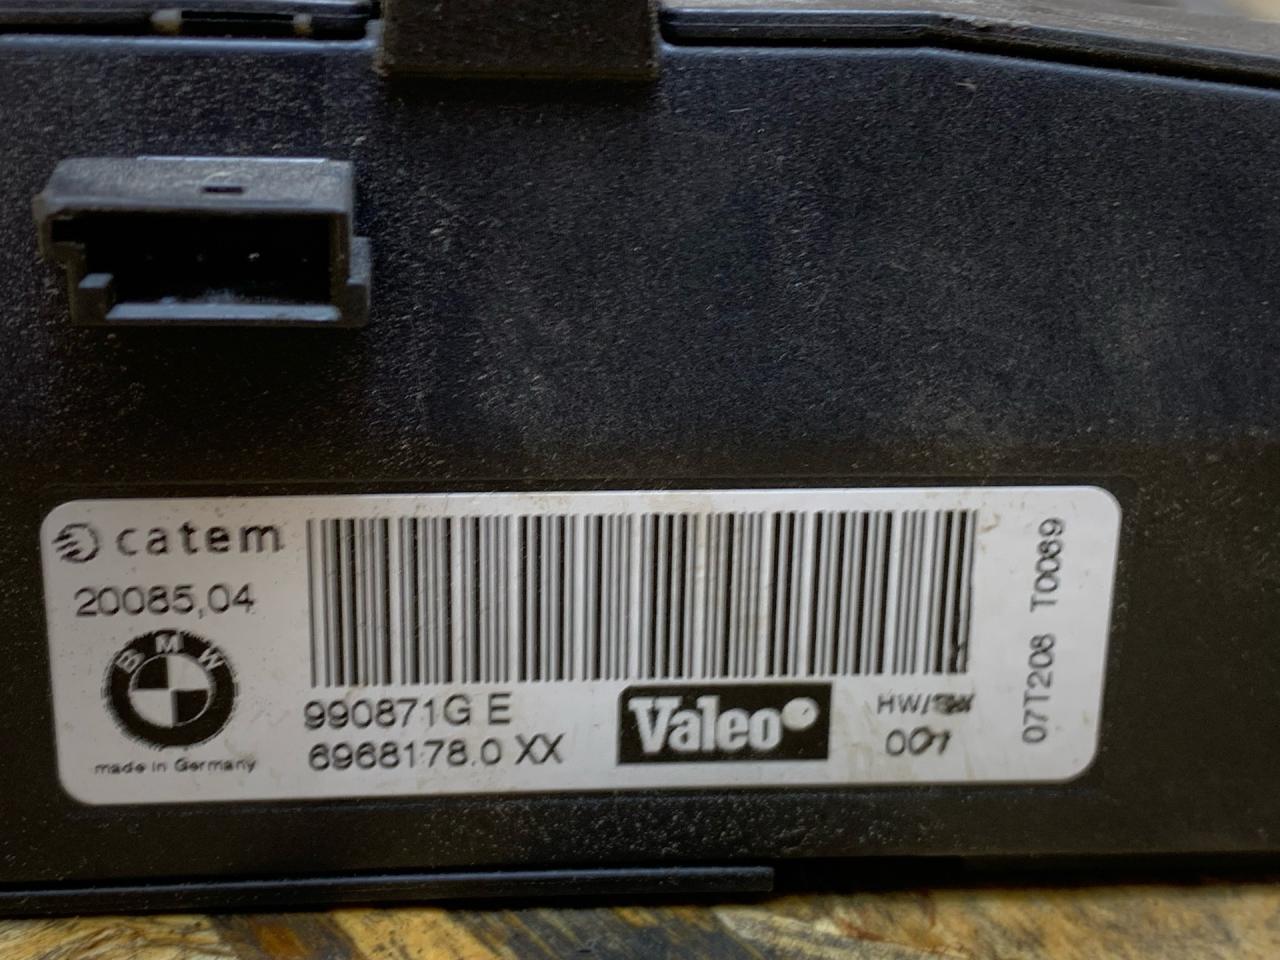 catem
20085,04
BMW
made in Germany
990871G E
6968178.0 XX
Valeo
HW/SW
001
07T208 T0089